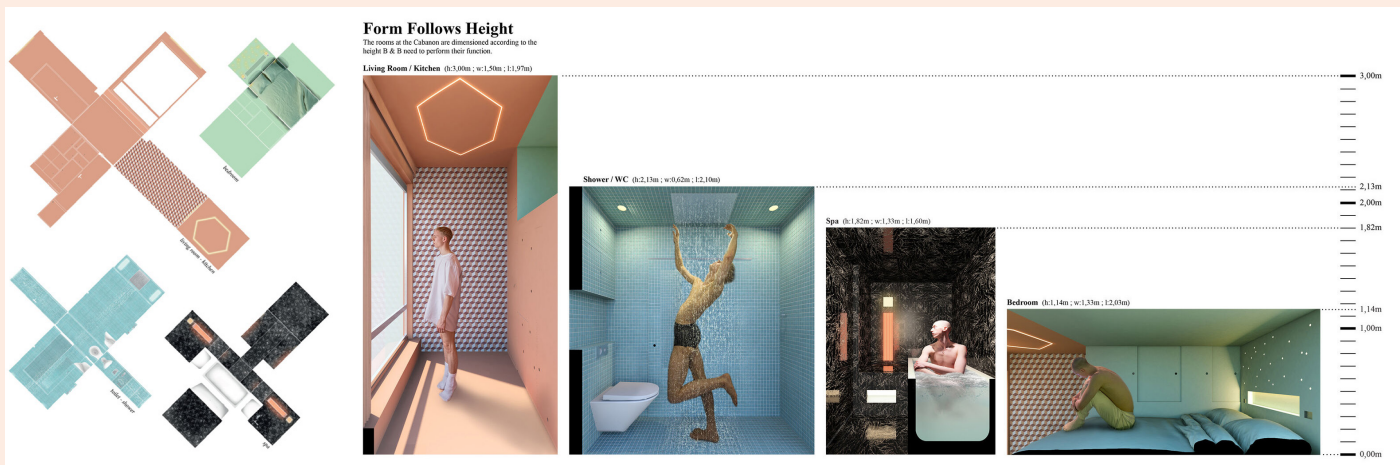 Form Follows Height
The rooms at the Cabanon are dimensioned according to the
height B & B need to perform their function.
Living Room / Kitchen (h:3,00m ; w:1,50m ; l:1,97m)
3,00m
Shower / WC (h:2,13m ; w:0,62m ; l:2,10m)
2,13m
2,00m
Spa (h:1,82m ; w:1,33m ; l:1,60m)
1,82m
Bedroom (h:1,14m ; w:1,33m ; l:2,03m)
1,14m
1,00m
0,00m
bedroom
living room - kitchen
toilet - shower
spa